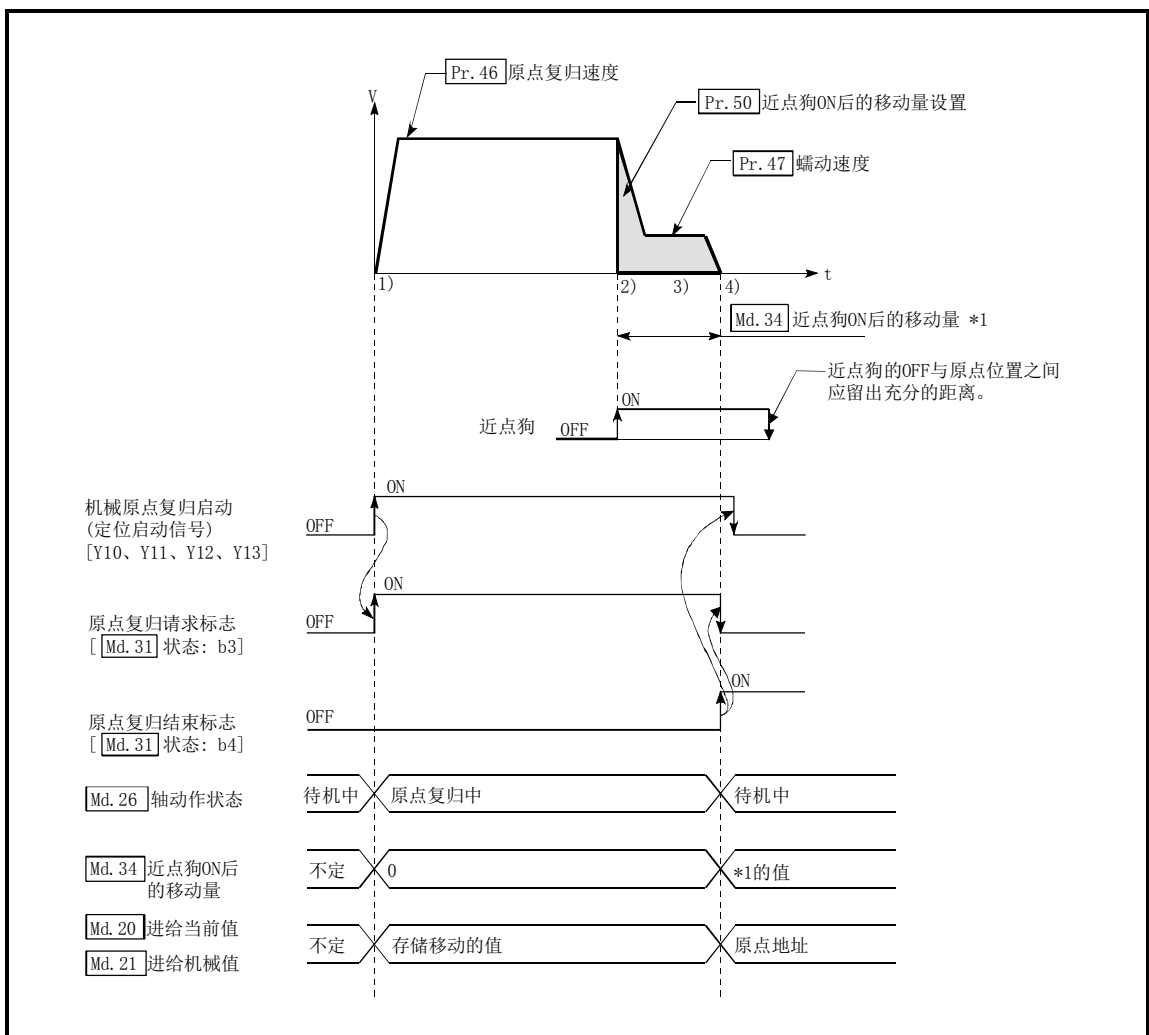 Pr.46 原点复归速度
V
Pr.50 近点狗ON后的移动量设置
Pr.47 蠕动速度
t
1)
2)
3)
4)
Md.34 近点狗ON后的移动量 *1
近点狗的OFF与原点位置之间
应留出充分的距离。
ON
近点狗 OFF
ON
机械原点复归启动
(定位启动信号)
[Y10、Y11、Y12、Y13]
OFF
ON
原点复归请求标志
[ Md.31 状态: b3]
OFF
ON
原点复归结束标志
[ Md.31 状态: b4]
OFF
Md.26 轴动作状态
待机中 原点复归中 待机中
Md.34 近点狗ON后
的移动量
不定 0 *1的值
Md.20 进给当前值
Md.21 进给机械值
不定 存储移动的值 原点地址